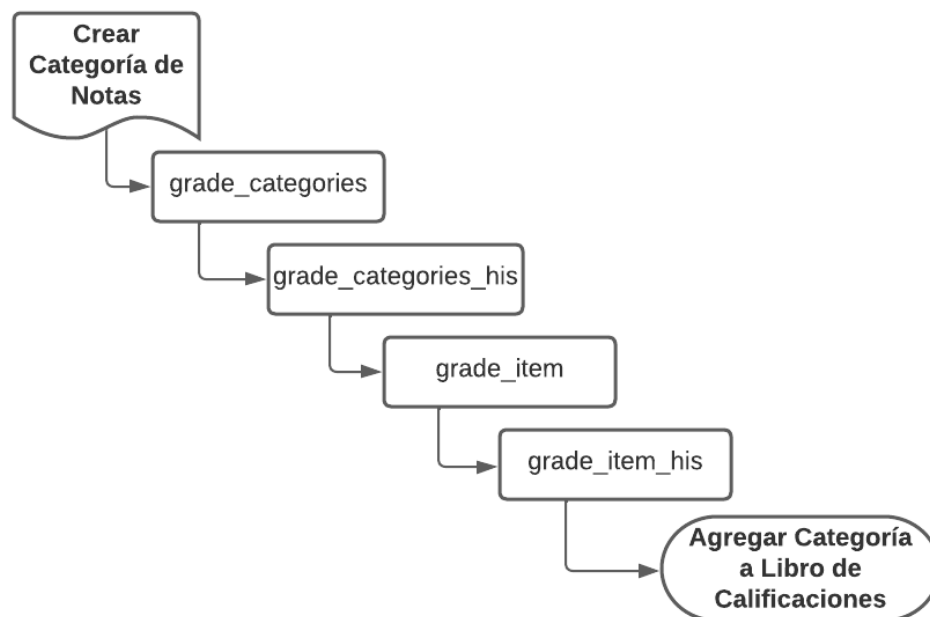 Crear
Categoría de
Notas
grade_categories
grade_categories_his
grade_item
grade_item_his
Agregar Categoría
a Libro de
Calificaciones